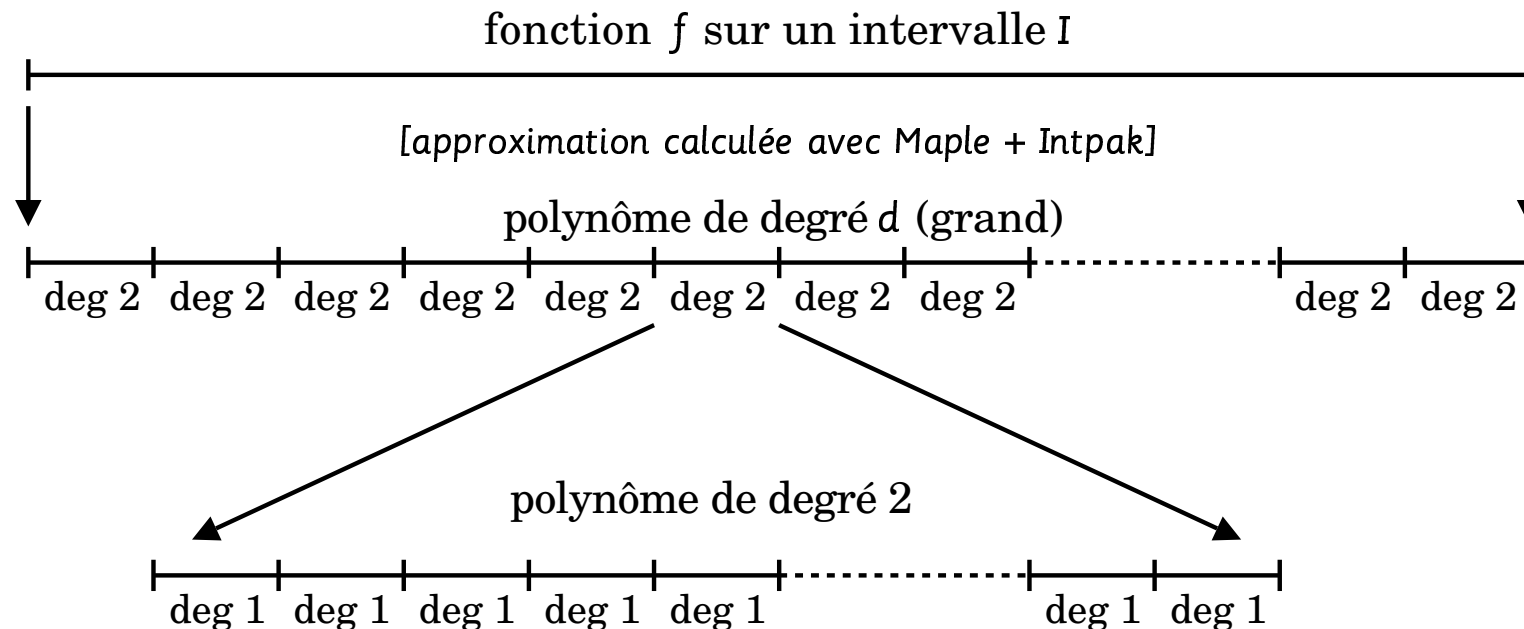 fonction f sur un intervalle I
[approximation calculée avec Maple + Intpak]
polynôme de degré d (grand)
deg 2 deg 2 deg 2 deg 2 deg 2 deg 2 deg 2 deg 2 deg 2 deg 2
polynôme de degré 2
deg 1 deg 1 deg 1 deg 1 deg 1 deg 1 deg 1